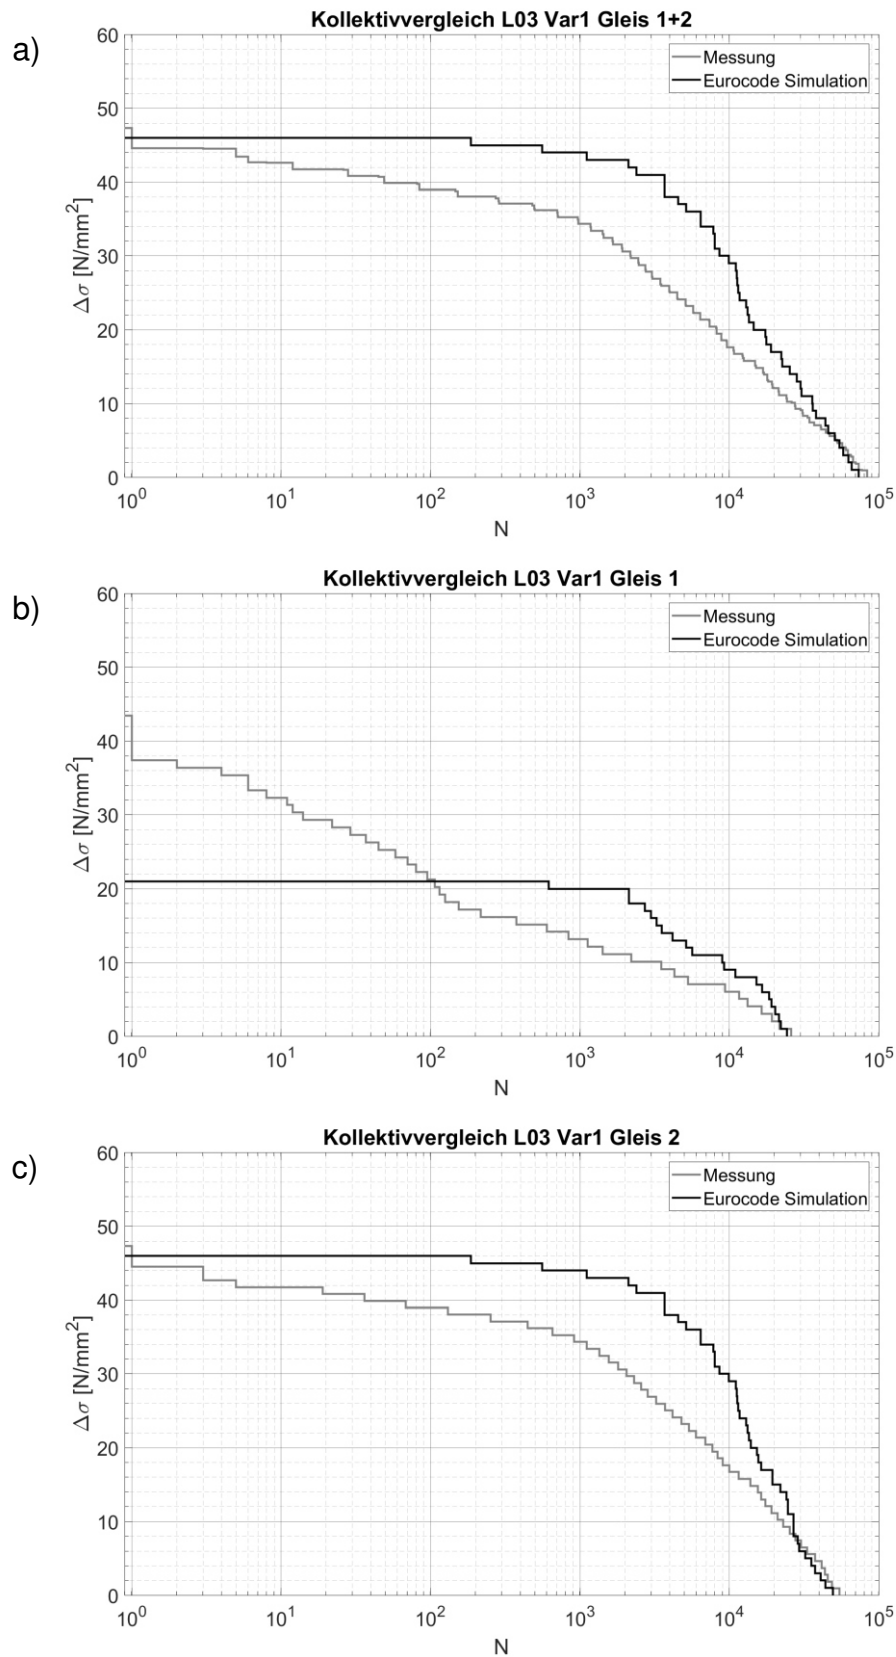 a)
Kollektivvergleich L03 Var1 Gleis 1+2
Messung
Eurocode Simulation
Δσ [N/mm²]
60
50
40
30
20
10
0
10⁰ 10¹ 10² 10³ 10⁴ 10⁵
N
b)
Kollektivvergleich L03 Var1 Gleis 1
Messung
Eurocode Simulation
Δσ [N/mm²]
60
50
40
30
20
10
0
10⁰ 10¹ 10² 10³ 10⁴ 10⁵
N
c)
Kollektivvergleich L03 Var1 Gleis 2
Messung
Eurocode Simulation
Δσ [N/mm²]
60
50
40
30
20
10
0
10⁰ 10¹ 10² 10³ 10⁴ 10⁵
N